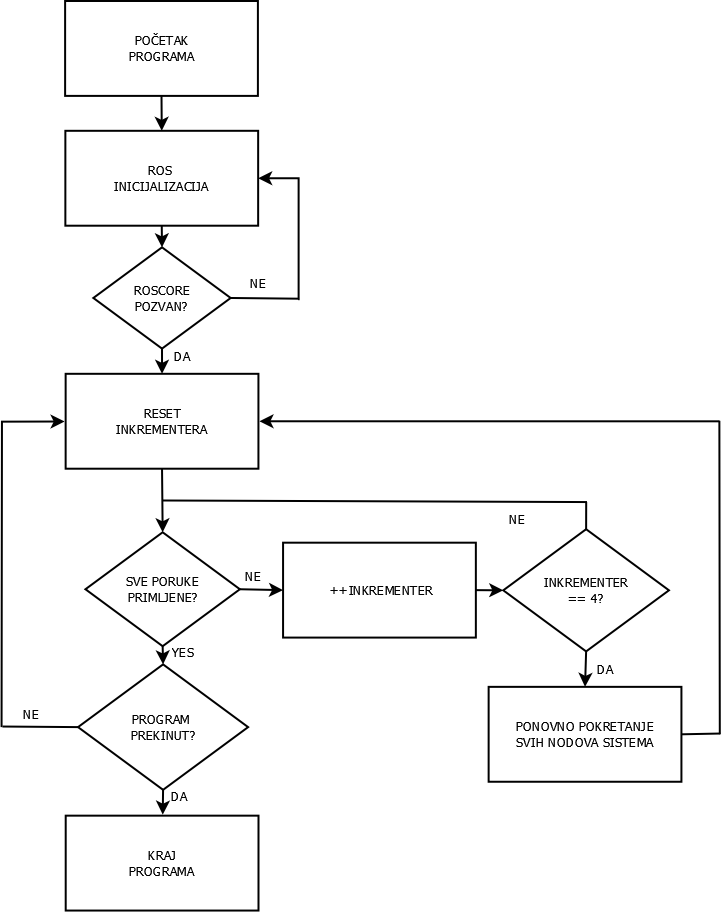 POČETAK
PROGRAMA
ROS
INICIJALIZACIJA
ROSCORE
POZVAN?
NE
DA
RESET
INKREMENTERA
NE
SVE PORUKE
PRIMLJENE?
NE
++INKREMENTER
INKREMENTER
== 4?
YES
DA
PROGRAM
PREKINUT?
NE
PONOVNO POKRETANJE
SVIH NODOVA SISTEMA
DA
KRAJ
PROGRAMA